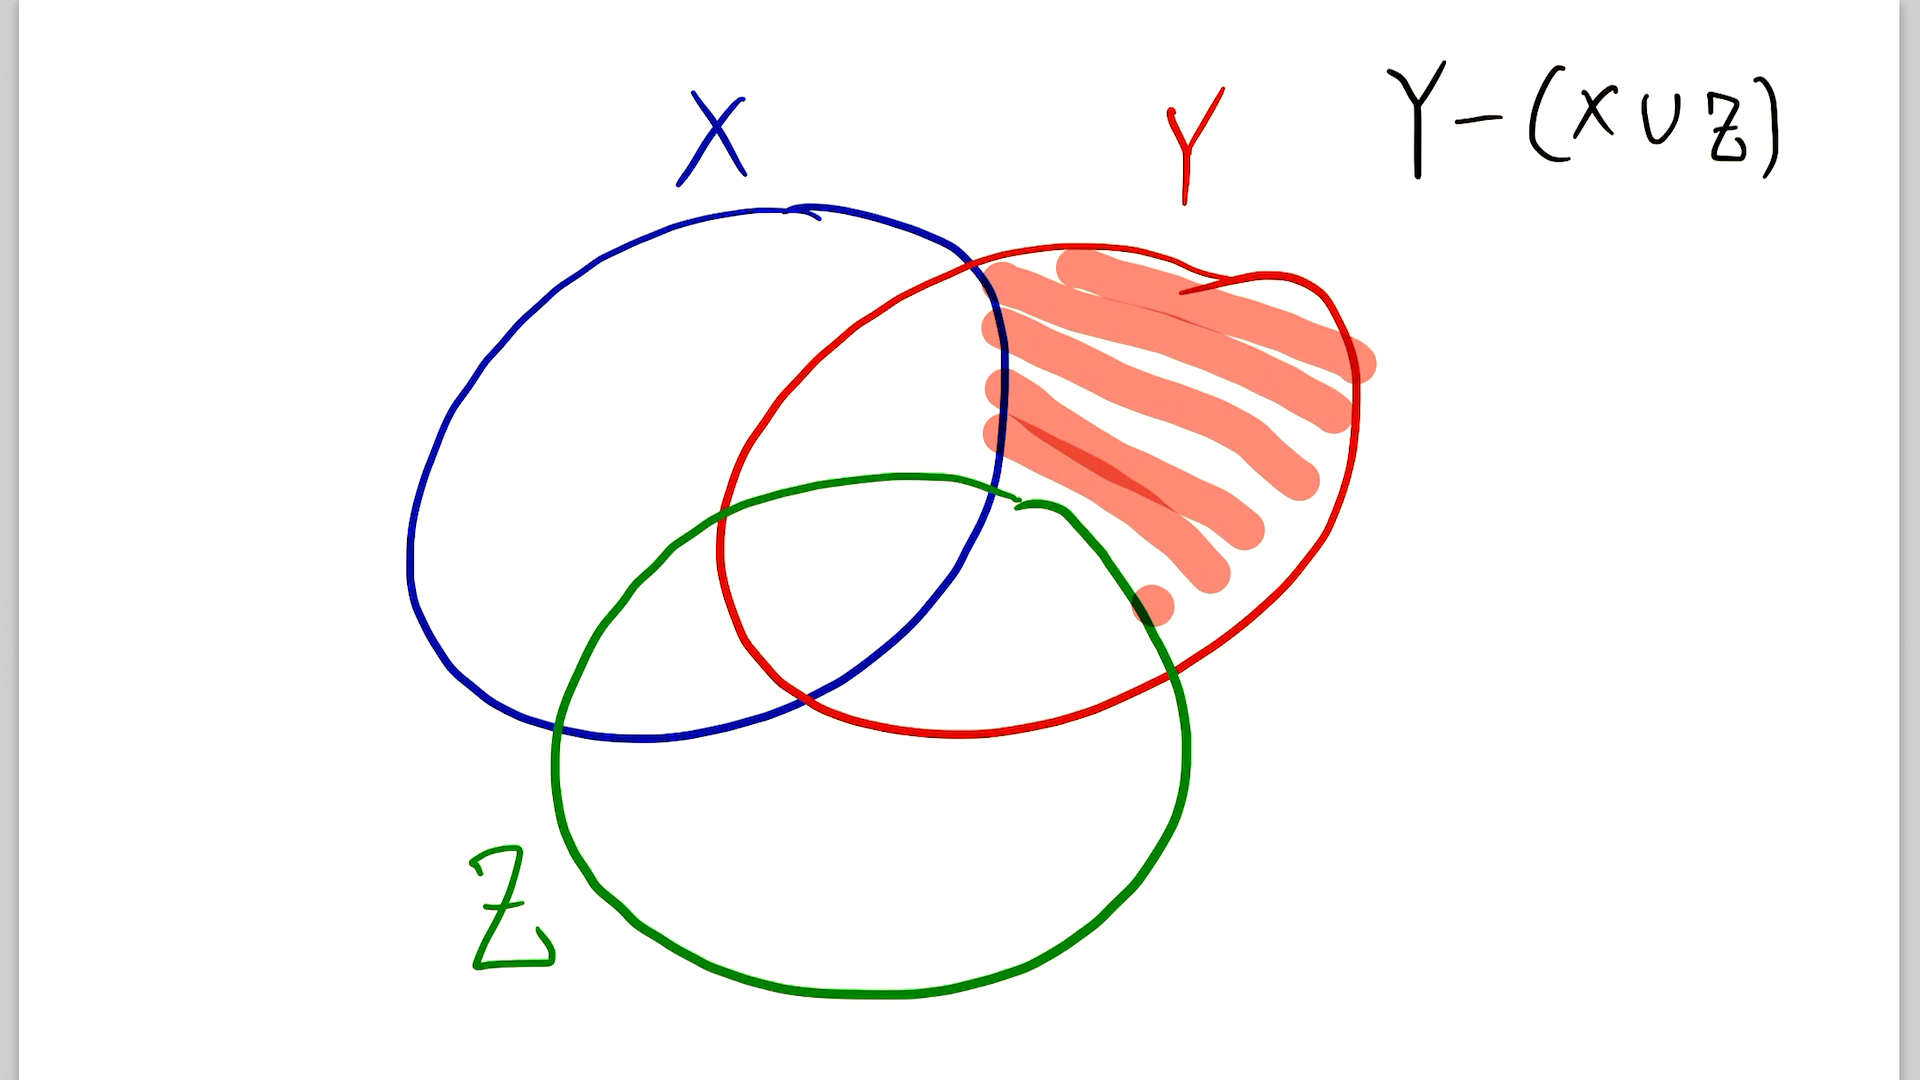 X
Y
Y - (X ∪ Z)
Z